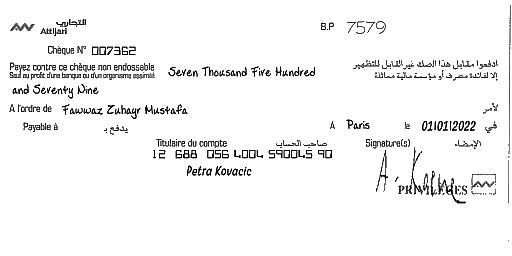 التجاري
Attijari
B.P 7579
Chèque N° 007362
Payez contre ce chèque non endossable
Sauf au profit d'une banque ou d'un organisme assimilé
Seven Thousand Five Hundred
ادفعوا مقابل هذا الصك غير القابل للتظهير
إلا لفائدة مصرف أو مؤسسة مالية مماثلة
and Seventy Nine
A l'ordre de Fawwaz Zuhayr Mustafa لأمر
Payable à يدفع بـ A Paris le 01/01/2022 في
Titulaire du compte صاحب الحساب Signature(s) الإمضاء
12 688 056 4004 590045 90
Petra Kovacic
PRIVILEGES